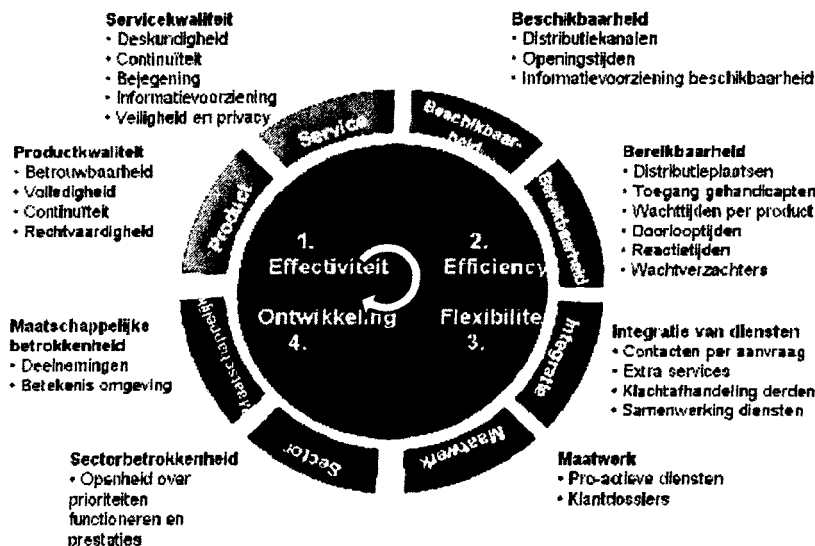 Servicekwaliteit
• Deskundigheid
• Continuïteit
• Bejegening
• Informatievoorziening
• Veiligheid en privacy
Beschikbaarheid
• Distributiekanalen
• Openingstijden
• Informatievoorziening beschikbaarheid
Productkwaliteit
• Betrouwbaarheid
• Volledigheid
• Continuïteit
• Rechtvaardigheid
Bereikbaarheid
• Distributieplaatsen
• Toegang gehandicapten
• Wachttijden per product
• Doorlooptijden
• Reactietijden
• Wachtverzachters
Service
Beschikbaar-
heid
Product
Bereikbaarheid
1.
Effectiviteit
2.
Efficiency
Ontwikkeling
4.
Flexibilite
3.
Maatschappelijk
Integratie
Sector
Maatwerk
Maatschappelijke
betrokkenheid
• Deelnemingen
• Betekenis omgeving
Integratie van diensten
• Contacten per aanvraag
• Extra services
• Klachtafhandeling derden
• Samenwerking diensten
Sectorbetrokkenheid
• Openheid over
prioriteiten
functioneren en
prestaties
Maatwerk
• Pro-actieve diensten
• Klantdossiers